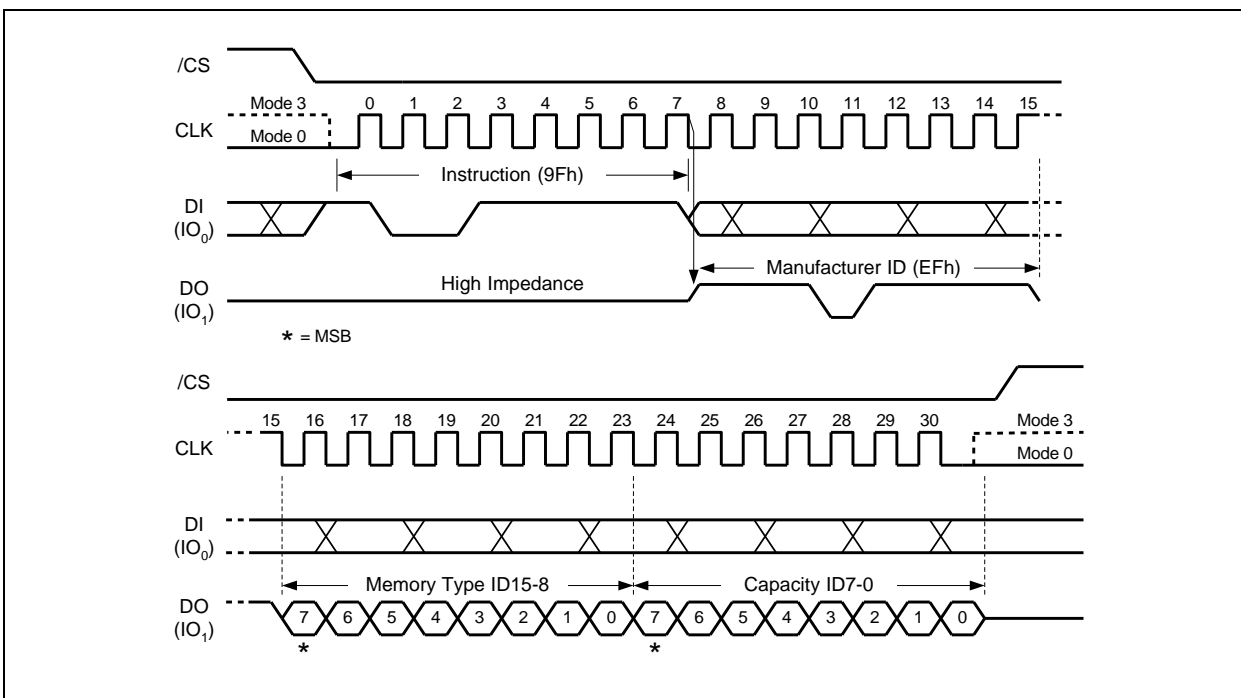 /CS
Mode 3 0 1 2 3 4 5 6 7 8 9 10 11 12 13 14 15
CLK Mode 0
Instruction (9Fh)
DI
(IO0)
Manufacturer ID (EFh)
High Impedance
DO
(IO1)
* = MSB
/CS
15 16 17 18 19 20 21 22 23 24 25 26 27 28 29 30 Mode 3
CLK Mode 0
DI
(IO0)
Memory Type ID15-8 Capacity ID7-0
DO 7 6 5 4 3 2 1 0 7 6 5 4 3 2 1 0
(IO1)
* *